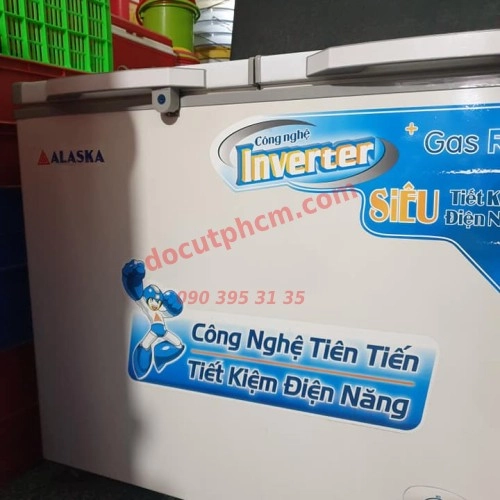 ALASKA
Công nghệ
Inverter
+ Gas R
SIÊU
Tiết K
Điện N
docutphcm.com
090 395 31 35
Công Nghệ Tiên Tiến
Tiết Kiệm Điện Năng